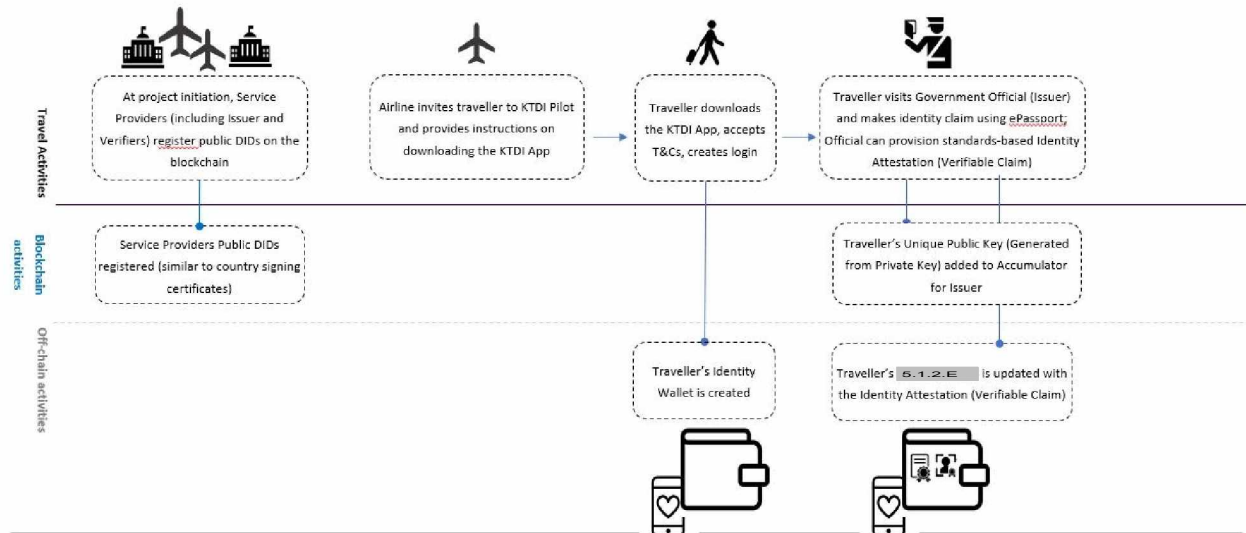 Travel Activities
At project initiation, Service
Providers (including Issuer and
Verifiers) register public DIDs on the
blockchain
Airline invites traveller to KTDI Pilot
and provides instructions on
downloading the KTDI App
Traveller downloads
the KTDI App, accepts
T&Cs, creates login
Traveller visits Government Official (Issuer)
and makes identity claim using ePassport;
Official can provision standards-based Identity
Attestation (Verifiable Claim)
Blockchain
activities
Service Providers Public DIDs
registered (similar to country signing
certificates)
Traveller's Unique Public Key (Generated
from Private Key) added to Accumulator
for Issuer
Off-chain activities
Traveller's Identity
Wallet is created
Traveller's 5.1.2.E is updated with
the Identity Attestation (Verifiable Claim)